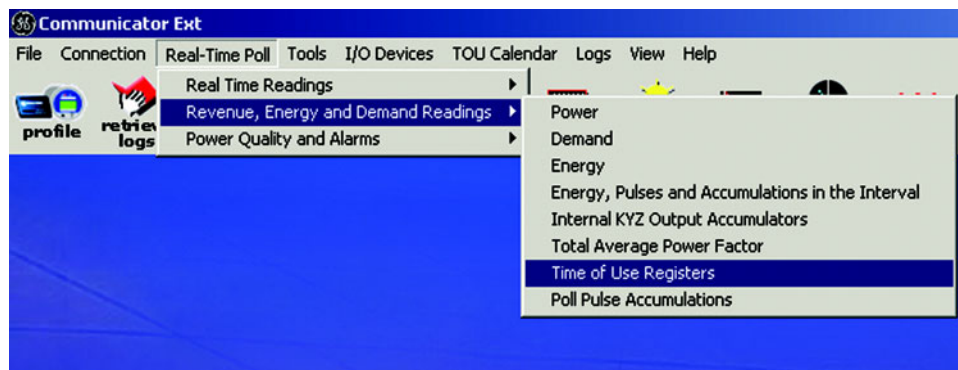 Communicator Ext
File Connection Real-Time Poll Tools I/O Devices TOU Calendar Logs View Help
profile
retriev
logs
Real Time Readings
Revenue, Energy and Demand Readings
Power Quality and Alarms
Power
Demand
Energy
Energy, Pulses and Accumulations in the Interval
Internal KYZ Output Accumulators
Total Average Power Factor
Time of Use Registers
Poll Pulse Accumulations